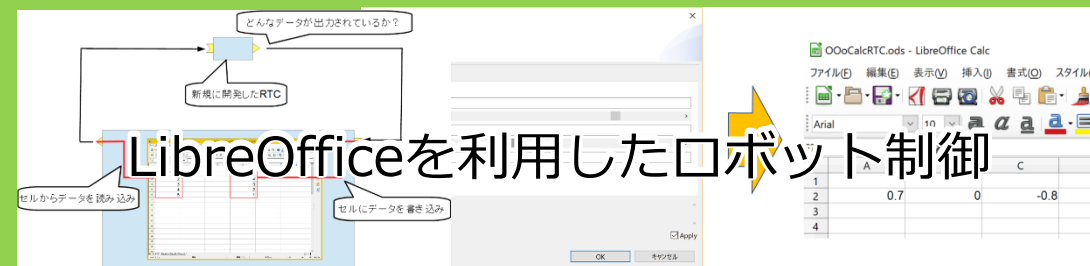 どんなデータが出力されているか？
新規に開発したRTC
LibreOfficeを利用したロボット制御
セルからデータを読み込み
セルにデータを書き込み
Apply
OK
キャンセル
OOoCalcRTC.ods - LibreOffice Calc
ファイル(F) 編集(E) 表示(V) 挿入(I) 書式(O) スタイル
Arial
10
A C
1
2 0.7 0 -0.8
3
4